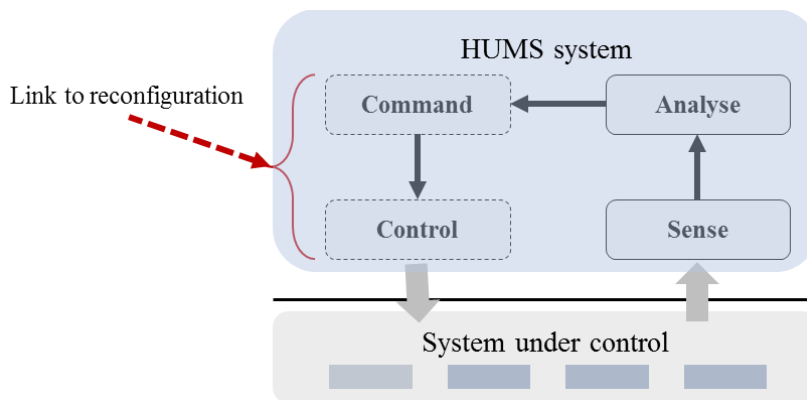 HUMS system
Link to reconfiguration
Command
Analyse
Control
Sense
System under control